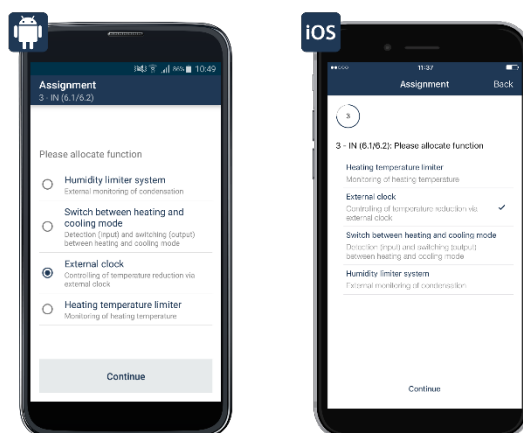 iOS
86% 10:49
Assignment
3 - IN (6.1/6.2)
Please allocate function
Humidity limiter system
External monitoring of condensation
Switch between heating and
cooling mode
Detection (input) and switching (output)
between heating and cooling mode
External clock
Controlling of temperature reduction via
external clock
Heating temperature limiter
Monitoring of heating temperature
Continue
11:37
Assignment
Back
3
3 - IN (6.1/6.2): Please allocate function
Heating temperature limiter
Monitoring of heating temperature
External clock
Controlling of temperature reduction via
external clock
Switch between heating and cooling mode
Detection (input) and switching (output)
between heating and cooling mode
Humidity limiter system
External monitoring of condensation
Continue